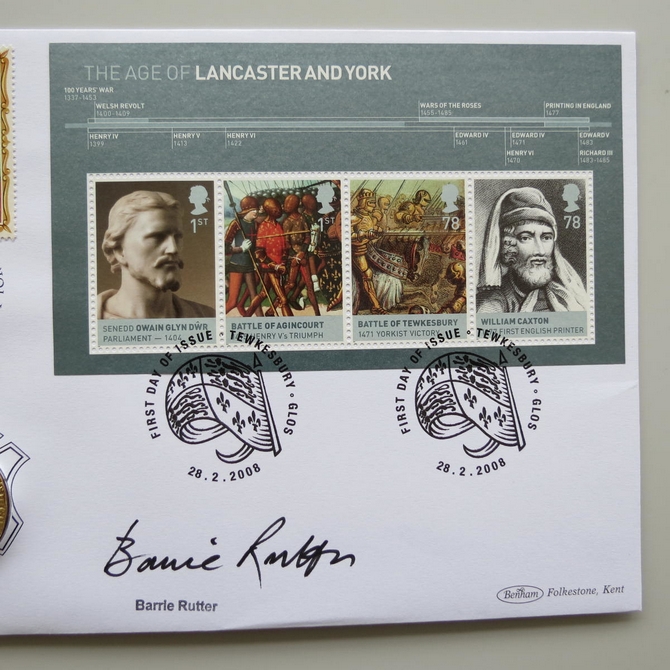 THE AGE OF LANCASTER AND YORK
100 YEARS' WAR
1337-1453
WELSH REVOLT
1400-1409
WARS OF THE ROSES
1455-1485
PRINTING IN ENGLAND
1477
HENRY IV
1399
HENRY V
1413
HENRY VI
1422
EDWARD IV
1461
EDWARD IV
1471
EDWARD V
1483
HENRY VI
1470
RICHARD III
1483-1485
1ST
1ST
78
78
SENEDD OWAIN GLYN DŴR
PARLIAMENT — 1404
BATTLE OF AGINCOURT
HENRY V's TRIUMPH
BATTLE OF TEWKESBURY
1471 YORKIST VICTORY
WILLIAM CAXTON
FIRST ENGLISH PRINTER
FIRST DAY OF ISSUE • TEWKESBURY • GLOS
28.2.2008
FIRST DAY OF ISSUE • TEWKESBURY • GLOS
28.2.2008
Barrie Rutter
Barrie Rutter
Benham Folkestone, Kent